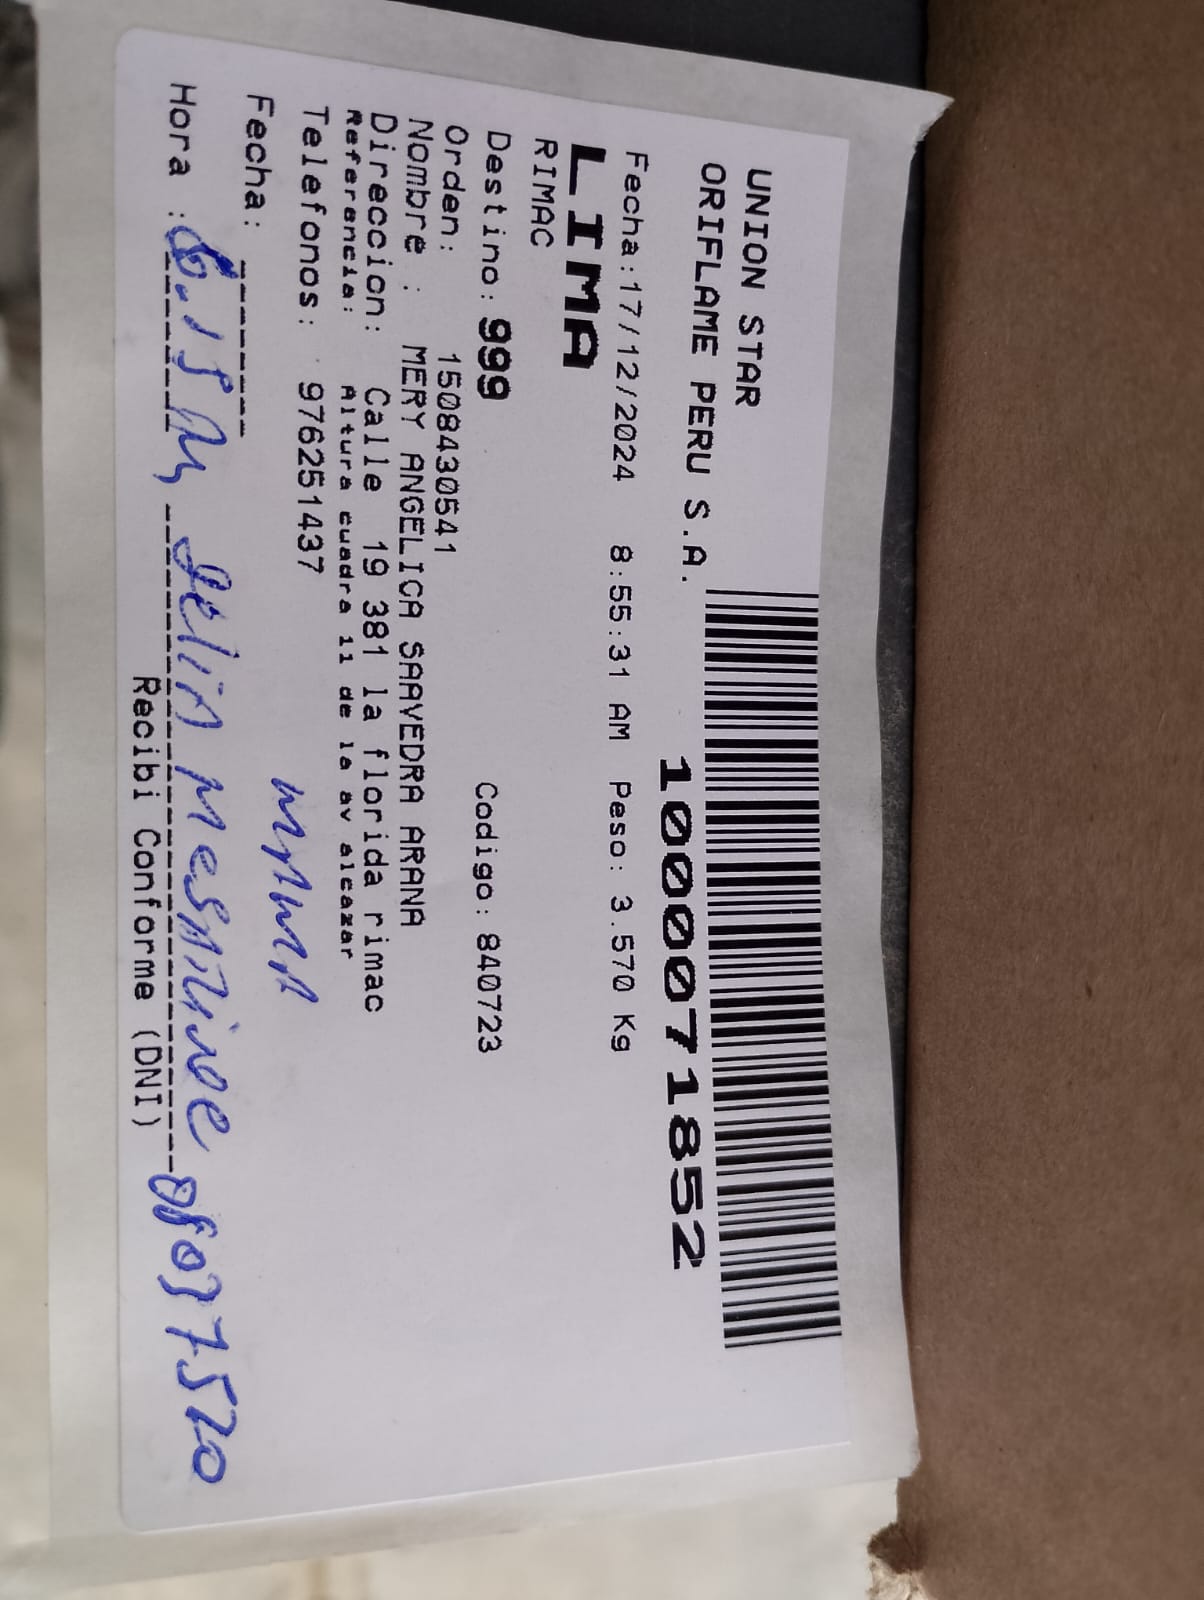 UNION STAR
ORIFLAME PERU S.A.
10000071852
Fecha:17/12/2024 8:55:31 AM Peso: 3.570 Kg
LIMA
RIMAC
Destino: 999 Codigo: 840723
Orden: 1508430541
Nombre : MERY ANGELICA SAAVEDRA ARANA
Direccion: Calle 19 381 la florida rimac
Referencia: Altura cuadra 11 de la av alcazar
Telefonos: 976251437
Fecha: MAMA
Hora :
Recibi Conforme (DNI)